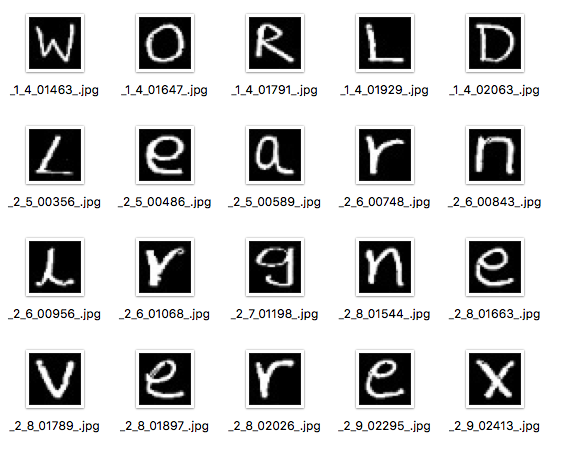 W O R L D
_1_4_01463_.jpg _1_4_01647_.jpg _1_4_01791_.jpg _1_4_01929_.jpg _1_4_02063_.jpg
L e a r n
_2_5_00356_.jpg _2_5_00486_.jpg _2_5_00589_.jpg _2_6_00748_.jpg _2_6_00843_.jpg
r g n e
_2_6_00956_.jpg _2_6_01068_.jpg _2_7_01198_.jpg _2_8_01544_.jpg _2_8_01663_.jpg
v e r e x
_2_8_01789_.jpg _2_8_01897_.jpg _2_8_02026_.jpg _2_9_02295_.jpg _2_9_02413_.jpg